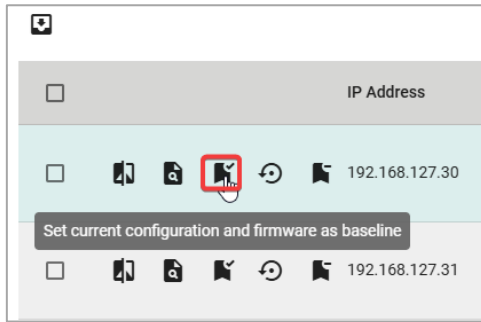 IP Address
192.168.127.30
Set current configuration and firmware as baseline
192.168.127.31